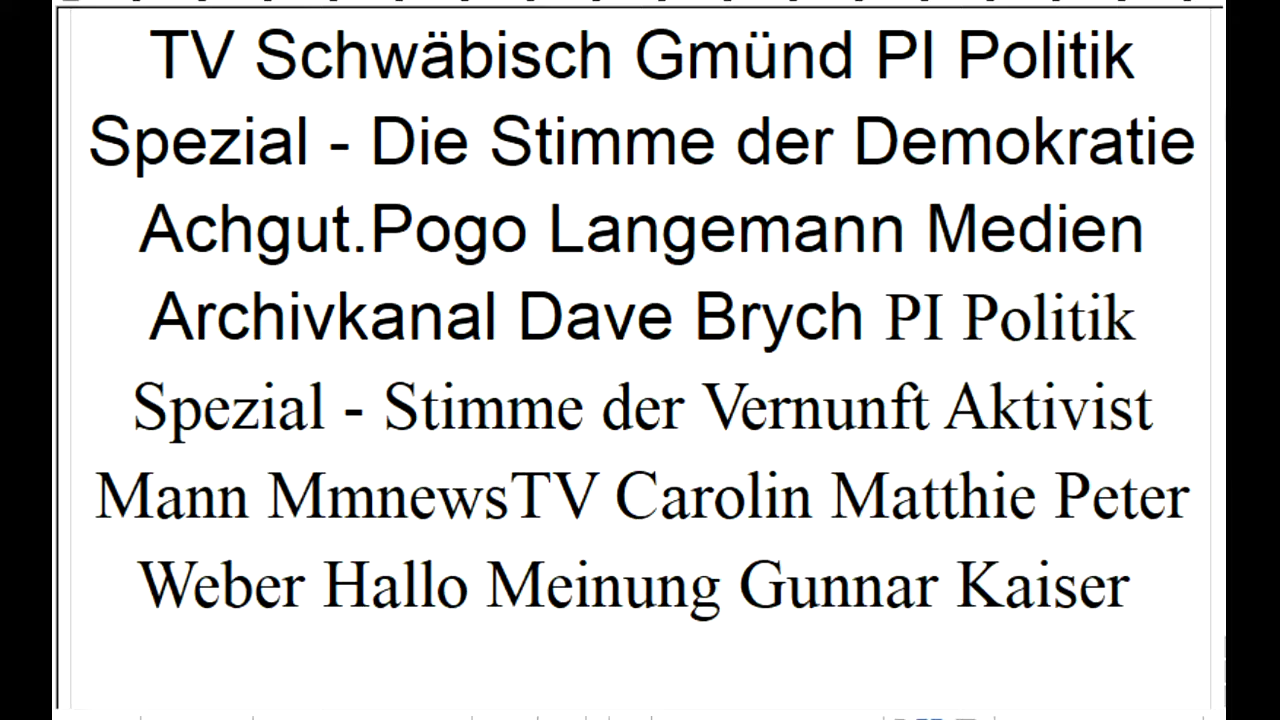 TV Schwäbisch Gmünd PI Politik
Spezial - Die Stimme der Demokratie
Achgut.Pogo Langemann Medien
Archivkanal Dave Brych PI Politik
Spezial - Stimme der Vernunft Aktivist
Mann MmnewsTV Carolin Matthie Peter
Weber Hallo Meinung Gunnar Kaiser